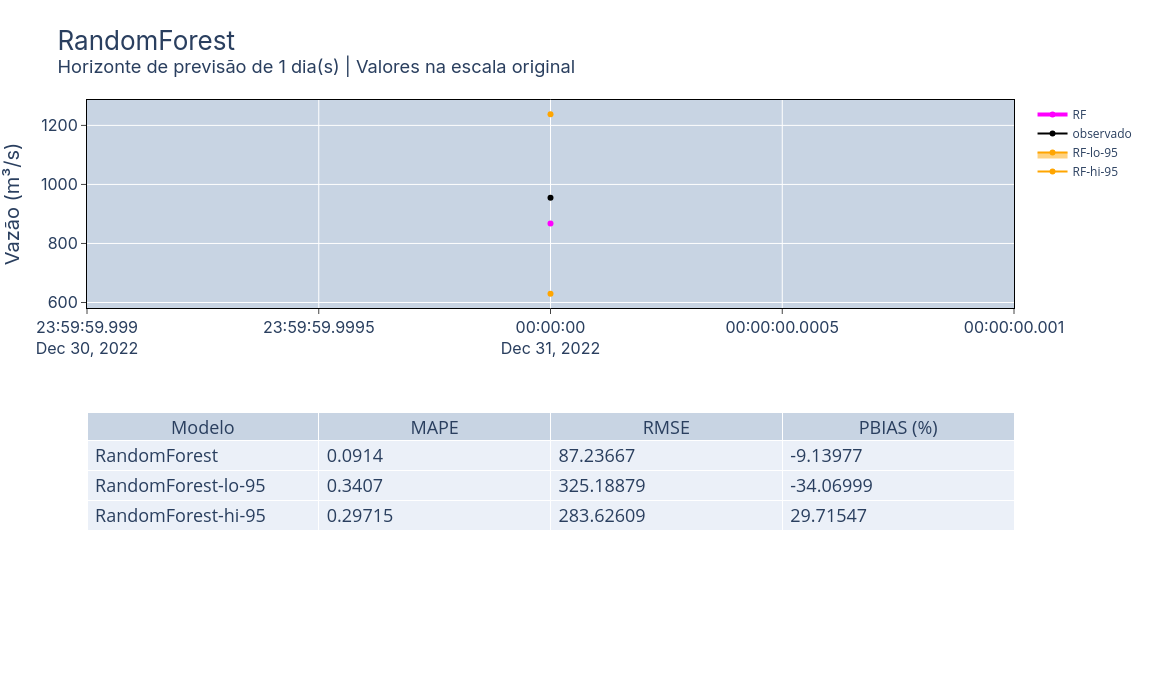 RandomForest
Horizonte de previsão de 1 dia(s) | Valores na escala original
Vazão (m³/s)
1200
1000
800
600
23:59:59.999 23:59:59.9995 00:00:00 00:00:00.0005 00:00:00.001
Dec 30, 2022 Dec 31, 2022
RF
observado
RF-lo-95
RF-hi-95
Modelo MAPE RMSE PBIAS (%)
RandomForest 0.0914 87.23667 -9.13977
RandomForest-lo-95 0.3407 325.18879 -34.06999
RandomForest-hi-95 0.29715 283.62609 29.71547